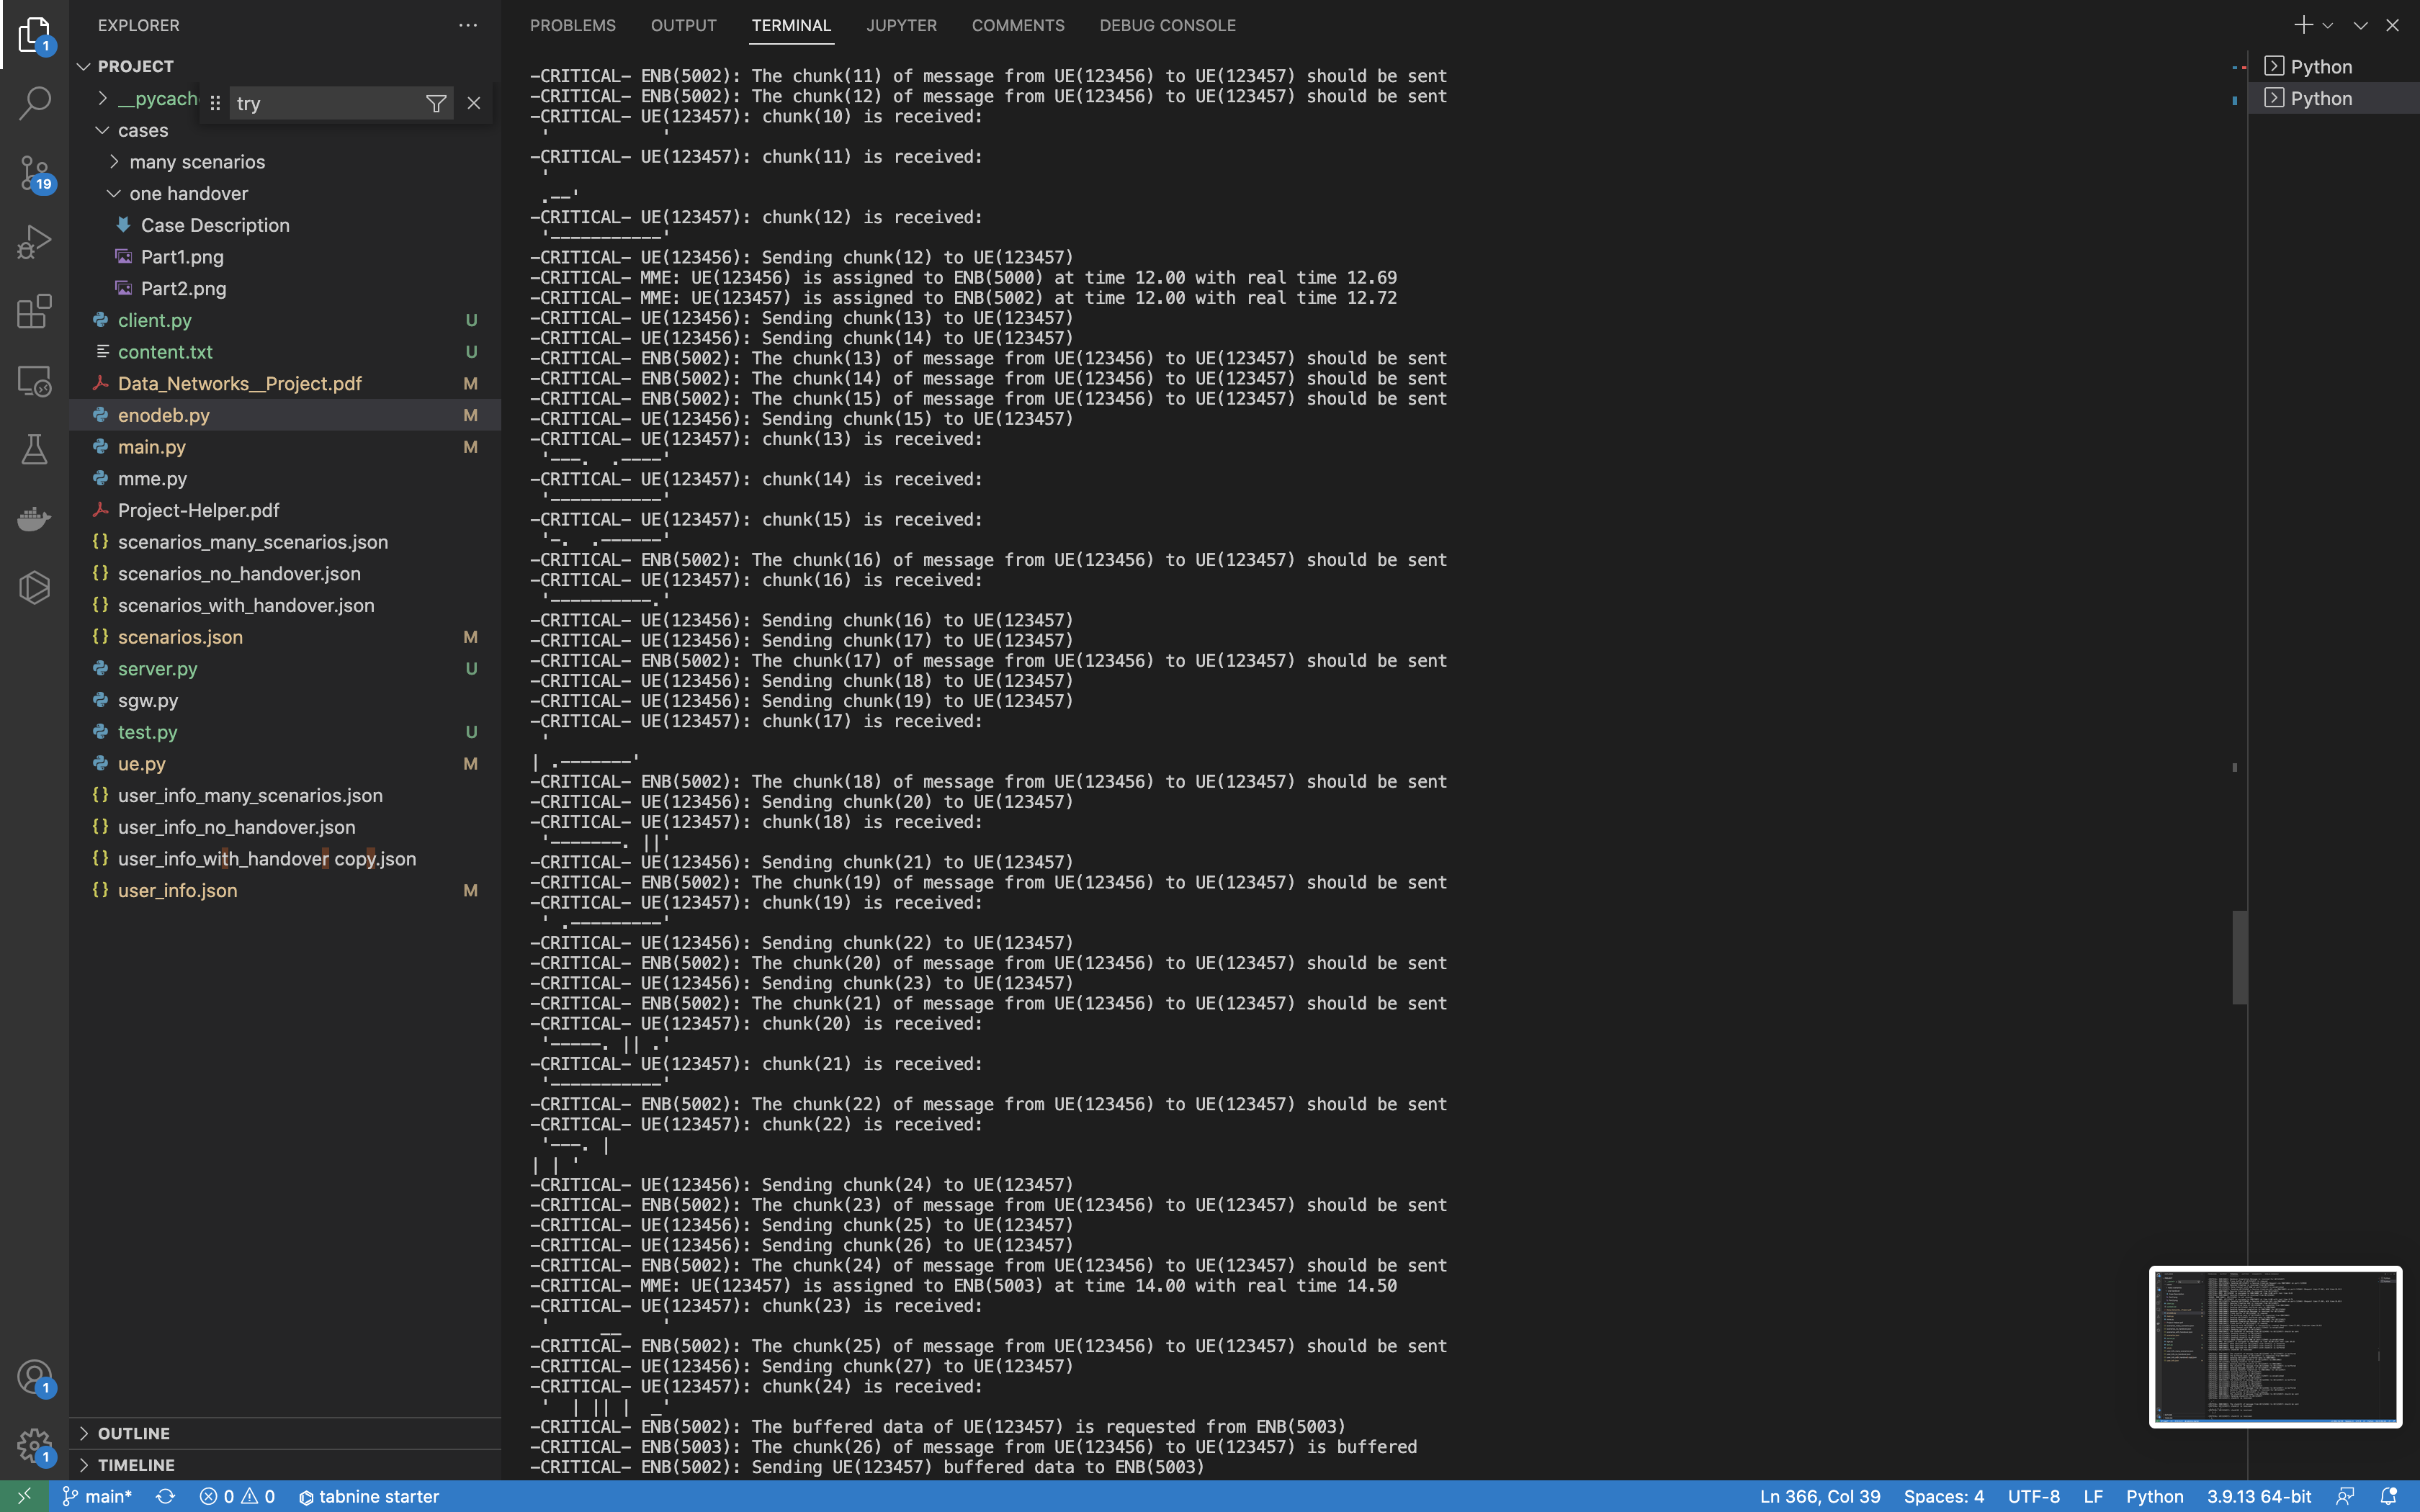 EXPLORER
PROJECT
__pycach
try
cases
many scenarios
one handover
Case Description
Part1.png
Part2.png
client.py U
content.txt U
Data_Networks__Project.pdf M
enodeb.py M
main.py M
mme.py
Project-Helper.pdf
scenarios_many_scenarios.json
scenarios_no_handover.json
scenarios_with_handover.json
scenarios.json M
server.py U
sgw.py
test.py U
ue.py M
user_info_many_scenarios.json
user_info_no_handover.json
user_info_with_handover copy.json
user_info.json M
OUTLINE
TIMELINE
1
19
1
1
PROBLEMS OUTPUT TERMINAL JUPYTER COMMENTS DEBUG CONSOLE
-CRITICAL- ENB(5002): The chunk(11) of message from UE(123456) to UE(123457) should be sent
-CRITICAL- ENB(5002): The chunk(12) of message from UE(123456) to UE(123457) should be sent
-CRITICAL- UE(123457): chunk(10) is received:
'           '
-CRITICAL- UE(123457): chunk(11) is received:
'
.--'
-CRITICAL- UE(123457): chunk(12) is received:
'-----------'
-CRITICAL- UE(123456): Sending chunk(12) to UE(123457)
-CRITICAL- MME: UE(123456) is assigned to ENB(5000) at time 12.00 with real time 12.69
-CRITICAL- MME: UE(123457) is assigned to ENB(5002) at time 12.00 with real time 12.72
-CRITICAL- UE(123456): Sending chunk(13) to UE(123457)
-CRITICAL- UE(123456): Sending chunk(14) to UE(123457)
-CRITICAL- ENB(5002): The chunk(13) of message from UE(123456) to UE(123457) should be sent
-CRITICAL- ENB(5002): The chunk(14) of message from UE(123456) to UE(123457) should be sent
-CRITICAL- ENB(5002): The chunk(15) of message from UE(123456) to UE(123457) should be sent
-CRITICAL- UE(123456): Sending chunk(15) to UE(123457)
-CRITICAL- UE(123457): chunk(13) is received:
'---.  .----'
-CRITICAL- UE(123457): chunk(14) is received:
'-----------'
-CRITICAL- UE(123457): chunk(15) is received:
'-.  .------'
-CRITICAL- ENB(5002): The chunk(16) of message from UE(123456) to UE(123457) should be sent
-CRITICAL- UE(123457): chunk(16) is received:
'----------.'
-CRITICAL- UE(123456): Sending chunk(16) to UE(123457)
-CRITICAL- UE(123456): Sending chunk(17) to UE(123457)
-CRITICAL- ENB(5002): The chunk(17) of message from UE(123456) to UE(123457) should be sent
-CRITICAL- UE(123456): Sending chunk(18) to UE(123457)
-CRITICAL- UE(123456): Sending chunk(19) to UE(123457)
-CRITICAL- UE(123457): chunk(17) is received:
'
| .-------'
-CRITICAL- ENB(5002): The chunk(18) of message from UE(123456) to UE(123457) should be sent
-CRITICAL- UE(123456): Sending chunk(20) to UE(123457)
-CRITICAL- UE(123457): chunk(18) is received:
'-------. ||'
-CRITICAL- UE(123456): Sending chunk(21) to UE(123457)
-CRITICAL- ENB(5002): The chunk(19) of message from UE(123456) to UE(123457) should be sent
-CRITICAL- UE(123457): chunk(19) is received:
' .---------'
-CRITICAL- UE(123456): Sending chunk(22) to UE(123457)
-CRITICAL- ENB(5002): The chunk(20) of message from UE(123456) to UE(123457) should be sent
-CRITICAL- UE(123456): Sending chunk(23) to UE(123457)
-CRITICAL- ENB(5002): The chunk(21) of message from UE(123456) to UE(123457) should be sent
-CRITICAL- UE(123457): chunk(20) is received:
'-----. || .'
-CRITICAL- UE(123457): chunk(21) is received:
'-----------'
-CRITICAL- ENB(5002): The chunk(22) of message from UE(123456) to UE(123457) should be sent
-CRITICAL- UE(123457): chunk(22) is received:
'---. |
| | '
-CRITICAL- UE(123456): Sending chunk(24) to UE(123457)
-CRITICAL- ENB(5002): The chunk(23) of message from UE(123456) to UE(123457) should be sent
-CRITICAL- UE(123456): Sending chunk(25) to UE(123457)
-CRITICAL- UE(123456): Sending chunk(26) to UE(123457)
-CRITICAL- ENB(5002): The chunk(24) of message from UE(123456) to UE(123457) should be sent
-CRITICAL- MME: UE(123457) is assigned to ENB(5003) at time 14.00 with real time 14.50
-CRITICAL- UE(123457): chunk(23) is received:
'     __    '
-CRITICAL- ENB(5002): The chunk(25) of message from UE(123456) to UE(123457) should be sent
-CRITICAL- UE(123456): Sending chunk(27) to UE(123457)
-CRITICAL- UE(123457): chunk(24) is received:
'  | || |  _'
-CRITICAL- ENB(5002): The buffered data of UE(123457) is requested from ENB(5003)
-CRITICAL- ENB(5003): The chunk(26) of message from UE(123456) to UE(123457) is buffered
-CRITICAL- ENB(5002): Sending UE(123457) buffered data to ENB(5003)
Python
Python
main* 0 0 tabnine starter Ln 366, Col 39 Spaces: 4 UTF-8 LF Python 3.9.13 64-bit